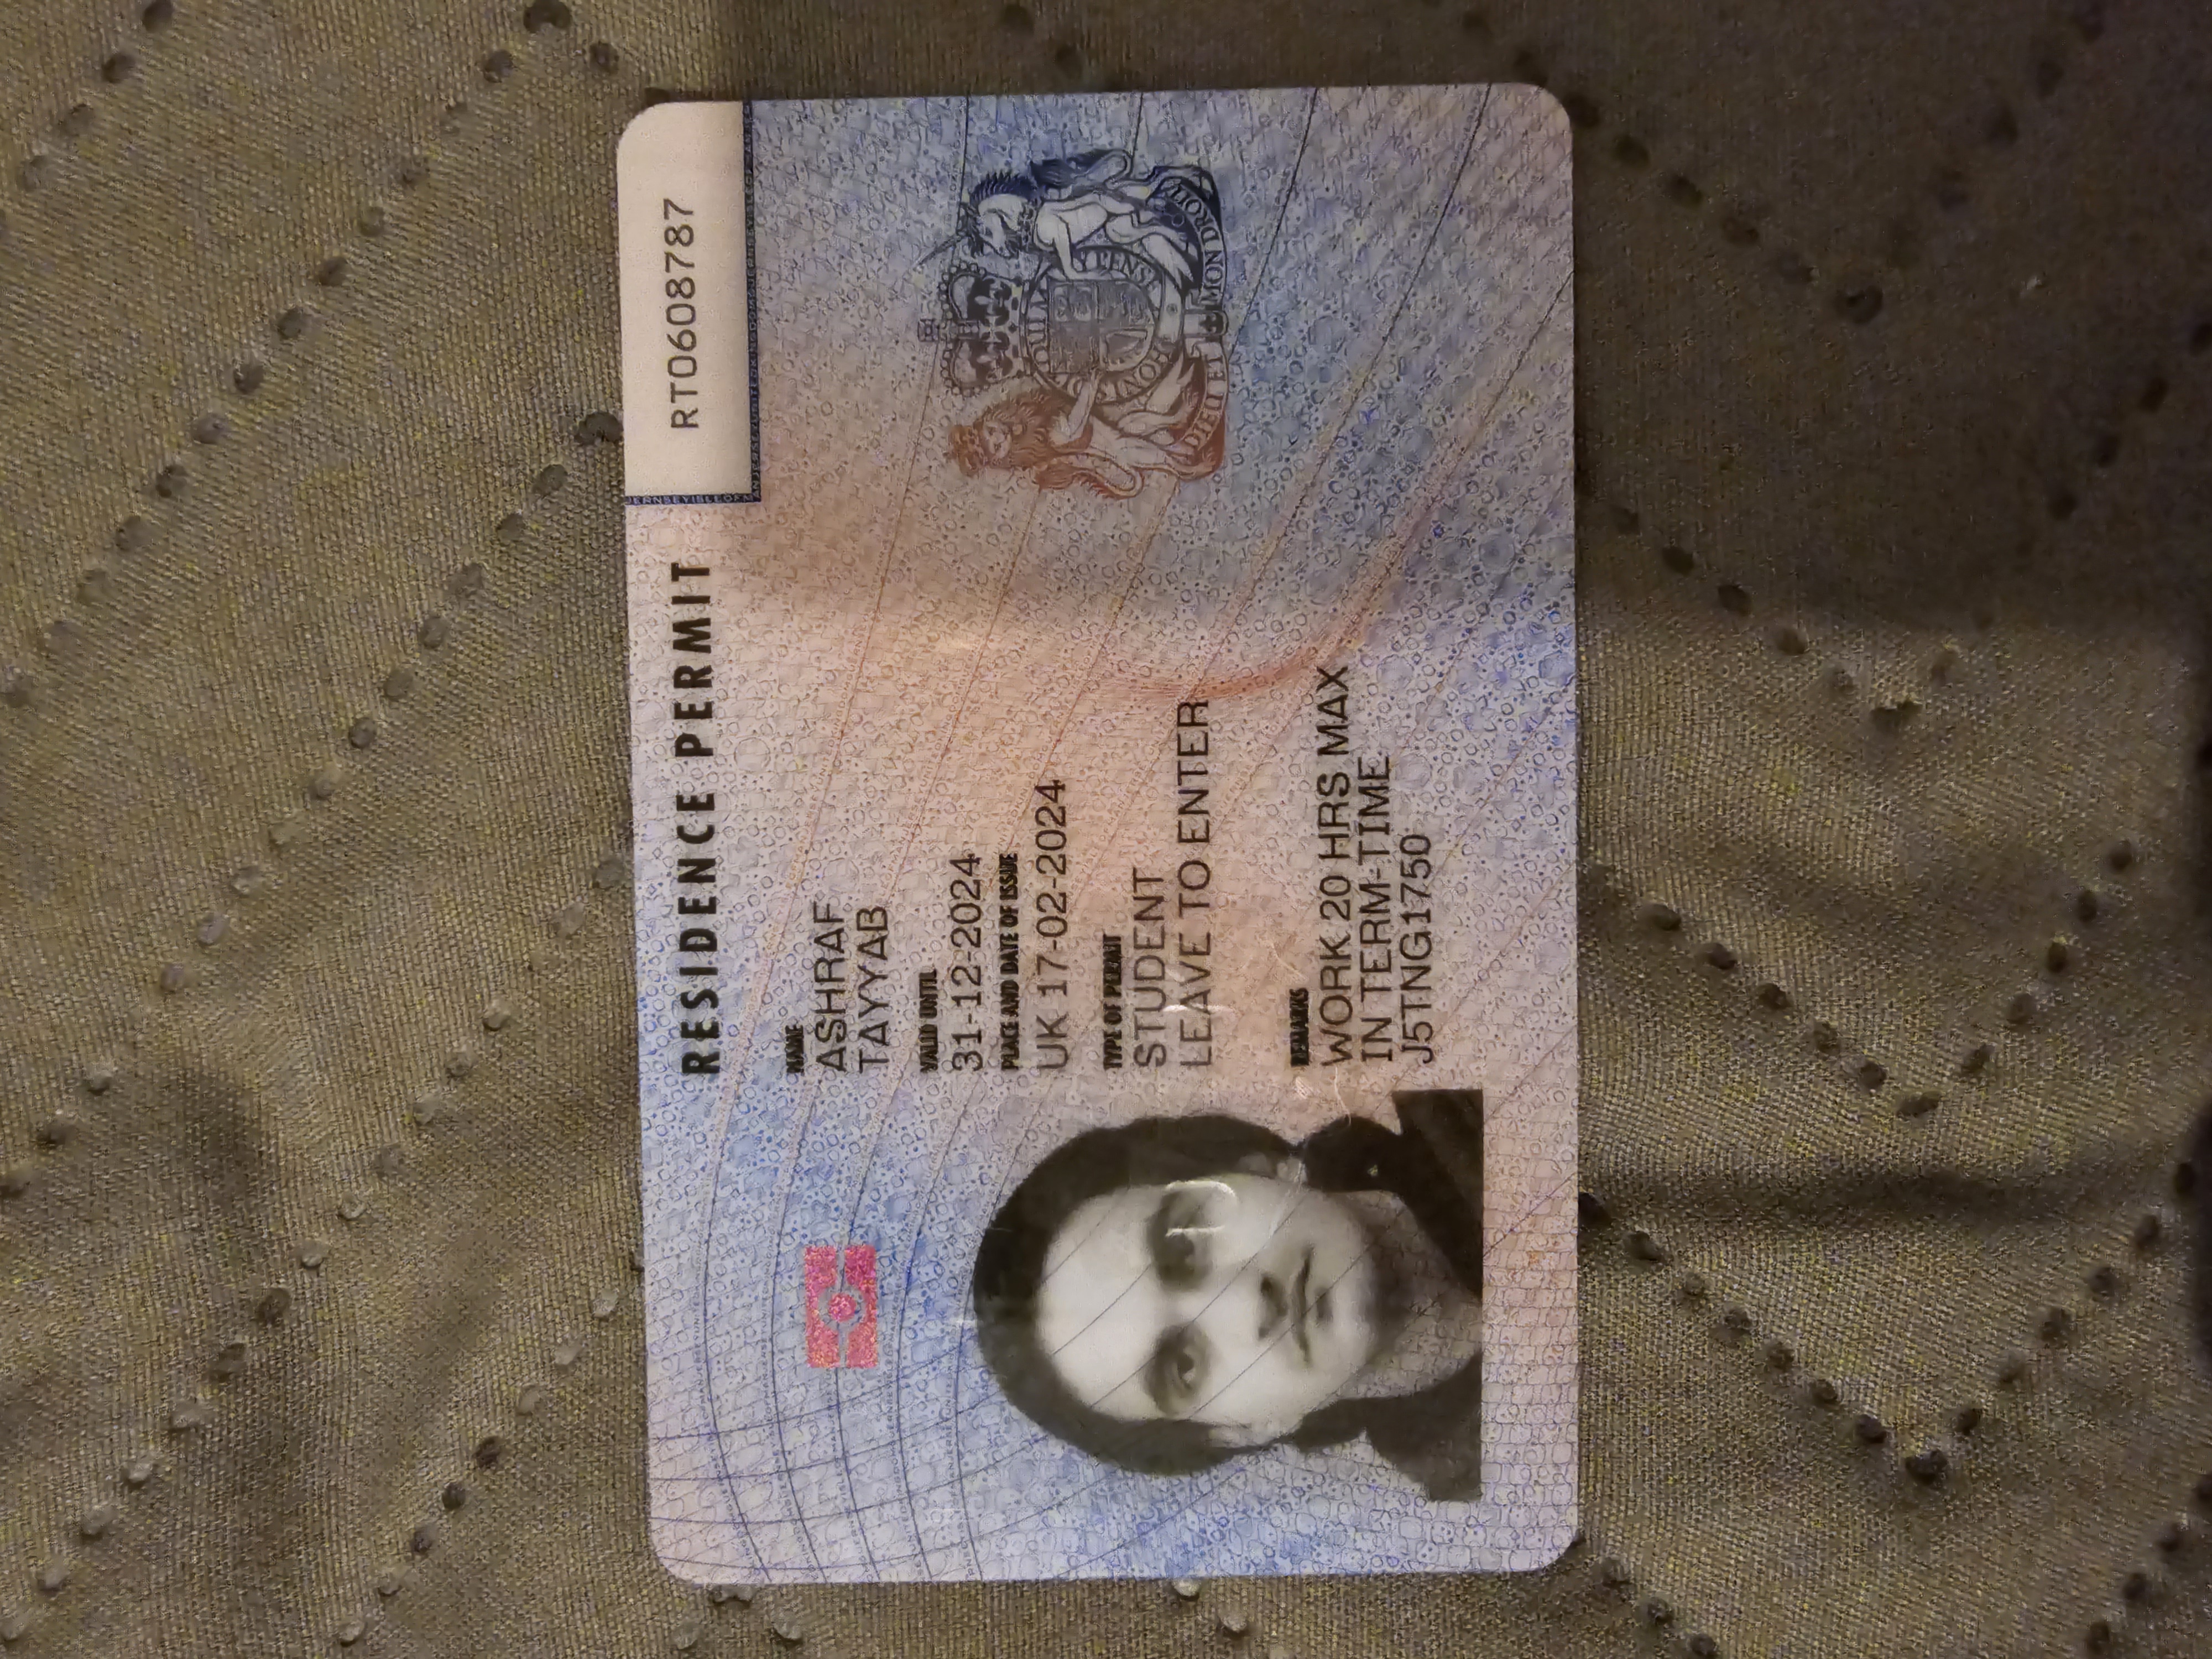 RESIDENCE PERMIT
RT0608787
NAME
ASHRAF
TAYYAB
VALID UNTIL
31-12-2024
PLACE AND DATE OF ISSUE
UK 17-02-2024
TYPE OF PERMIT
STUDENT
LEAVE TO ENTER
REMARKS
WORK 20 HRS MAX
IN TERM-TIME
J5TNG1750
DIEU ET MON DROIT